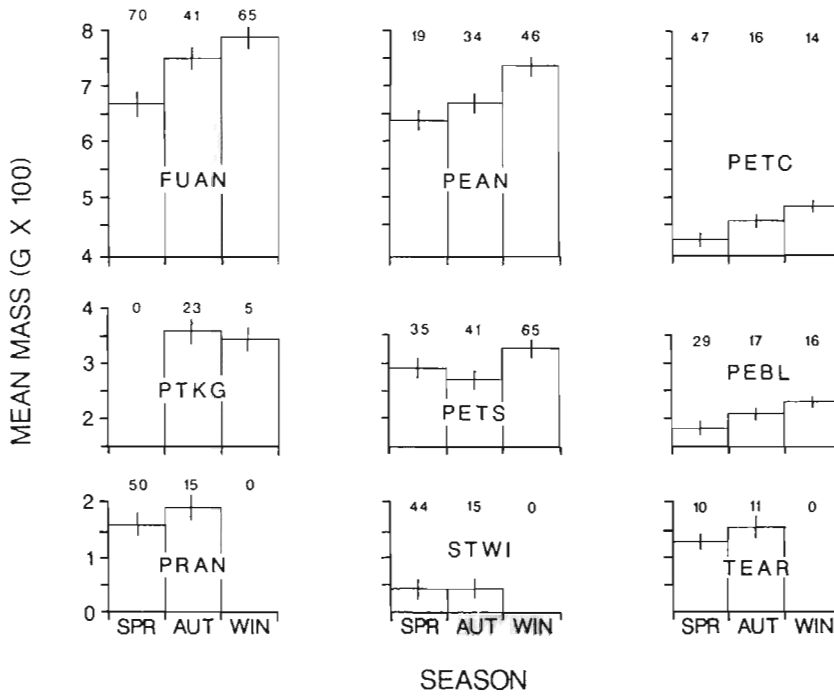 70 41 65
19 34 46
47 16 14
8
7
6
5
4
FUAN
PEAN
PETC
0 23 5
35 41 65
29 17 16
4
3
2
PTKG
PETS
PEBL
50 15 0
44 15 0
10 11 0
2
1
0
PRAN
STWI
TEAR
SPR AUT WIN
SPR AUT WIN
SPR AUT WIN
MEAN MASS (G X 100)
SEASON